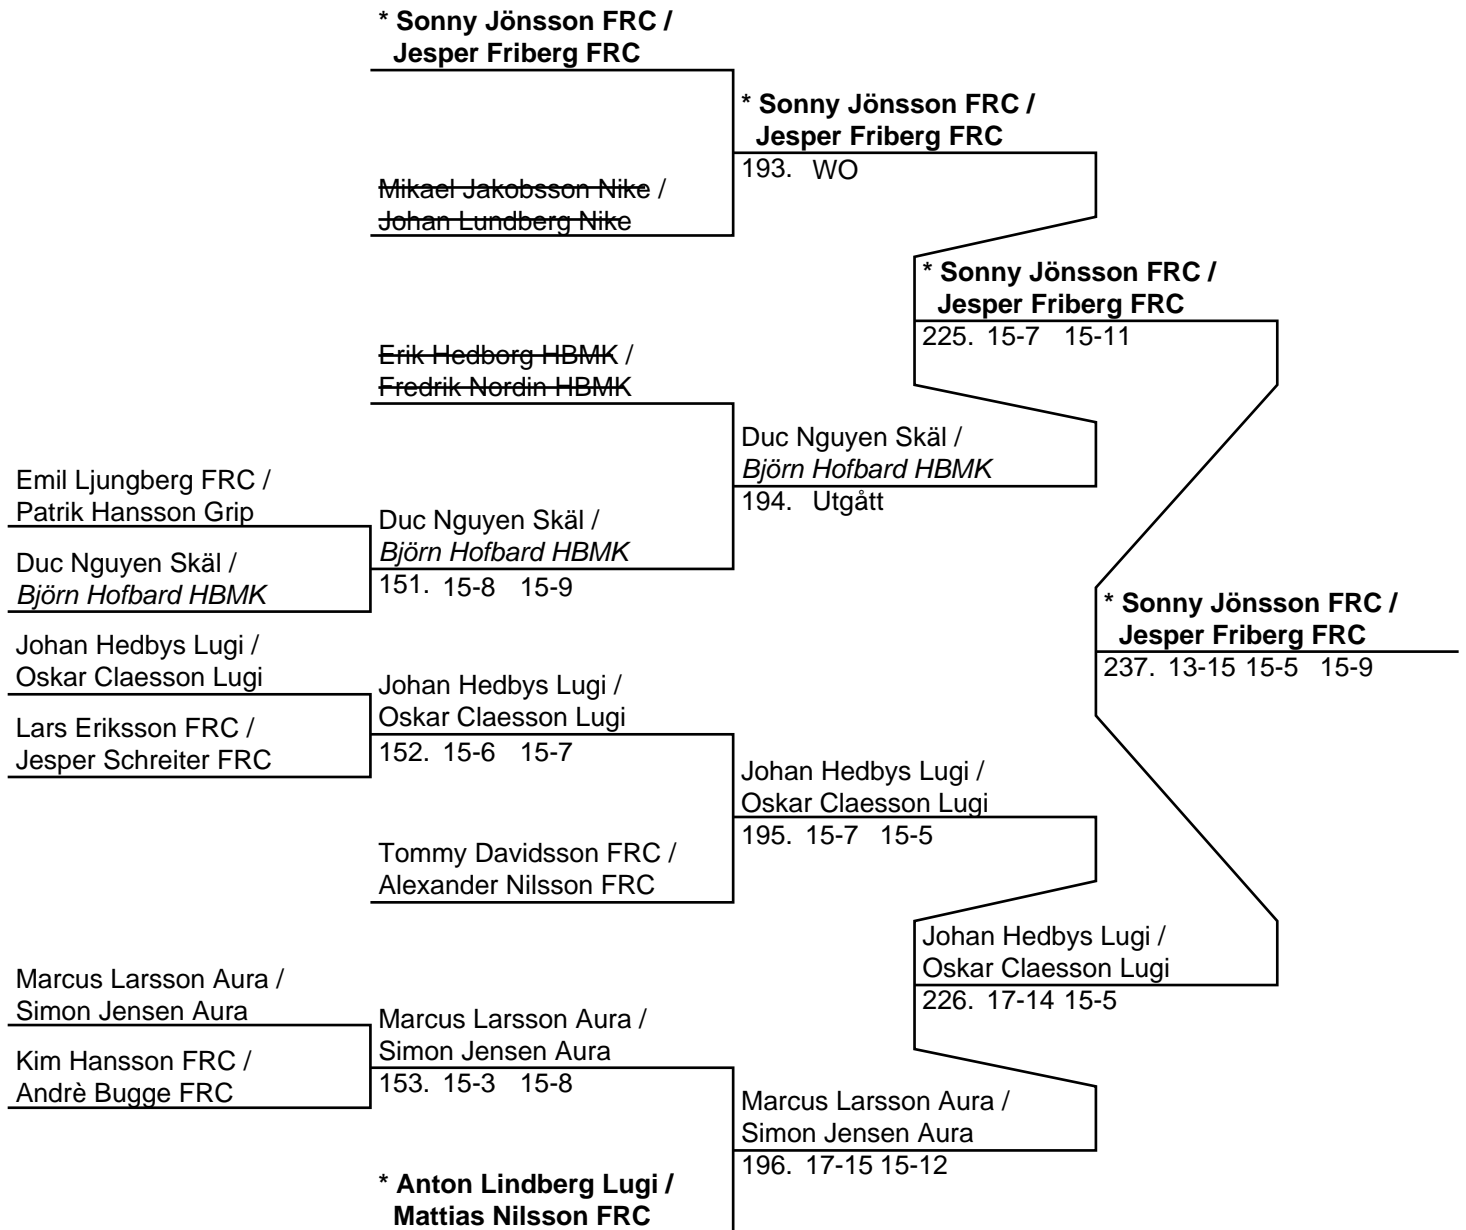 * Sonny Jönsson FRC /
Jesper Friberg FRC
* Sonny Jönsson FRC /
Jesper Friberg FRC
193. WO
Mikael Jakobsson Nike /
Johan Lundberg Nike
* Sonny Jönsson FRC /
Jesper Friberg FRC
225. 15-7 15-11
Erik Hedborg HBMK /
Fredrik Nordin HBMK
Duc Nguyen Skäl /
Björn Hofbard HBMK
194. Utgått
Emil Ljungberg FRC /
Patrik Hansson Grip
Duc Nguyen Skäl /
Björn Hofbard HBMK
151. 15-8 15-9
Duc Nguyen Skäl /
Björn Hofbard HBMK
* Sonny Jönsson FRC /
Jesper Friberg FRC
237. 13-15 15-5 15-9
Johan Hedbys Lugi /
Oskar Claesson Lugi
Johan Hedbys Lugi /
Oskar Claesson Lugi
152. 15-6 15-7
Lars Eriksson FRC /
Jesper Schreiter FRC
Johan Hedbys Lugi /
Oskar Claesson Lugi
195. 15-7 15-5
Tommy Davidsson FRC /
Alexander Nilsson FRC
Johan Hedbys Lugi /
Oskar Claesson Lugi
226. 17-14 15-5
Marcus Larsson Aura /
Simon Jensen Aura
Marcus Larsson Aura /
Simon Jensen Aura
153. 15-3 15-8
Kim Hansson FRC /
Andrè Bugge FRC
Marcus Larsson Aura /
Simon Jensen Aura
196. 17-15 15-12
* Anton Lindberg Lugi /
Mattias Nilsson FRC